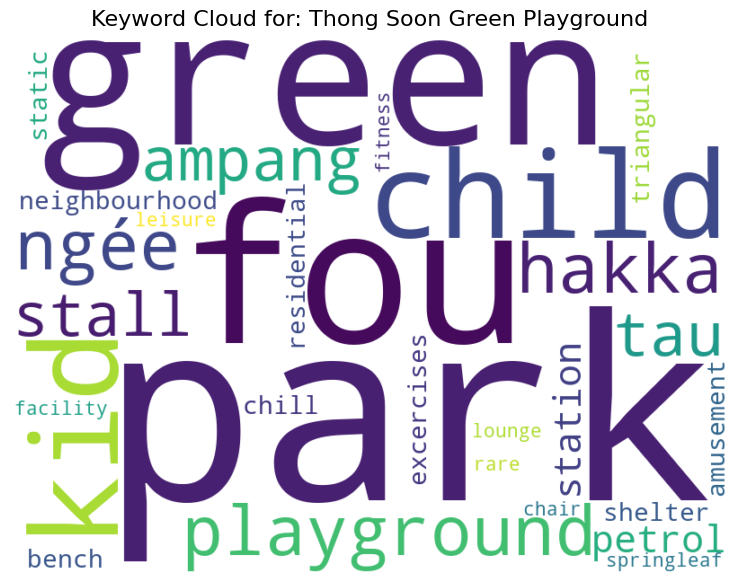 Keyword Cloud for: Thong Soon Green Playground
green
static
fitness
triangular
ampang
child
neighbourhood
leisure
residential
ngée
fou
hakka
stall
tau
kid
park
station
amusement
facility
chill
excercises
lounge
rare
playground
chair
shelter
petrol
bench
springleaf